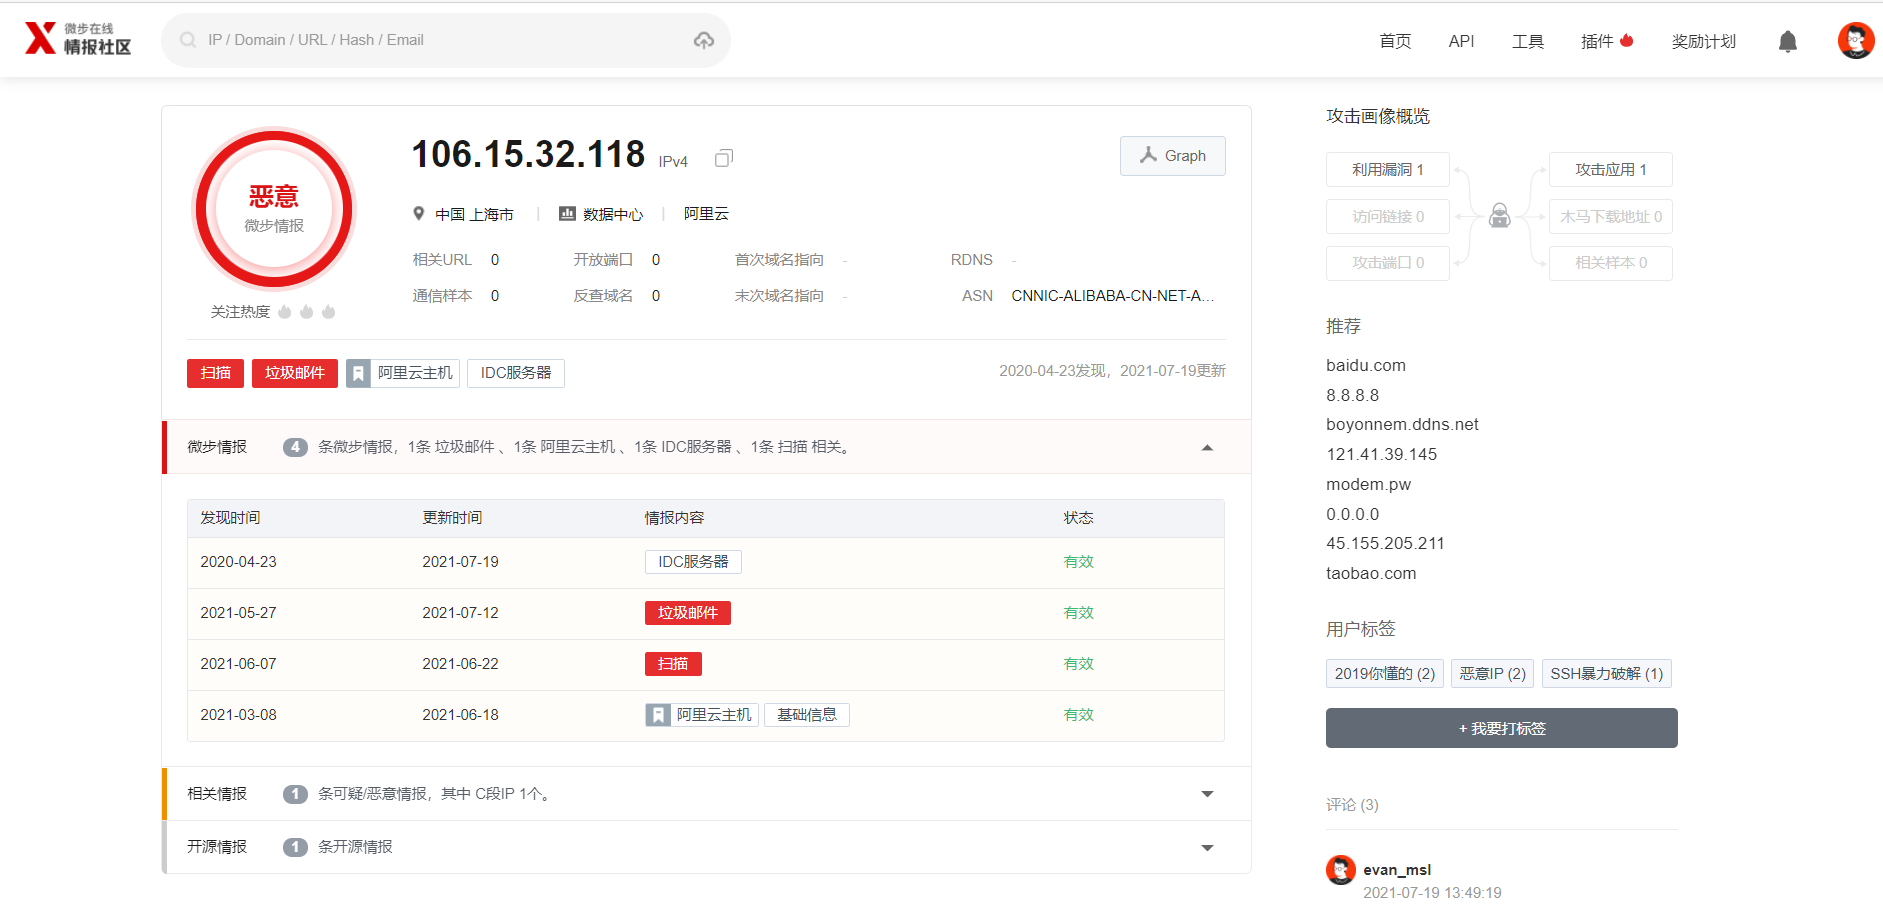 微步在线
情报社区
IP / Domain / URL / Hash / Email
首页 API 工具 插件 奖励计划
恶意
微步情报
关注热度
106.15.32.118 IPv4
Graph
中国 上海市 | 数据中心 | 阿里云
相关URL 0 开放端口 0 首次域名指向 - RDNS -
通信样本 0 反查域名 0 末次域名指向 - ASN CNNIC-ALIBABA-CN-NET-A...
扫描 垃圾邮件 阿里云主机 IDC服务器
2020-04-23发现，2021-07-19更新
微步情报 4 条微步情报，1条 垃圾邮件 、1条 阿里云主机 、1条 IDC服务器 、1条 扫描 相关。
发现时间 更新时间 情报内容 状态
2020-04-23 2021-07-19 IDC服务器 有效
2021-05-27 2021-07-12 垃圾邮件 有效
2021-06-07 2021-06-22 扫描 有效
2021-03-08 2021-06-18 阿里云主机 基础信息 有效
相关情报 1 条可疑/恶意情报，其中 C段IP 1个。
开源情报 1 条开源情报
攻击画像概览
利用漏洞 1 攻击应用 1
访问链接 0 木马下载地址 0
攻击端口 0 相关样本 0
推荐
baidu.com
8.8.8.8
boyonnem.ddns.net
121.41.39.145
modem.pw
0.0.0.0
45.155.205.211
taobao.com
用户标签
2019你懂的 (2) 恶意IP (2) SSH暴力破解 (1)
+ 我要打标签
评论 (3)
evan_msl
2021-07-19 13:49:19